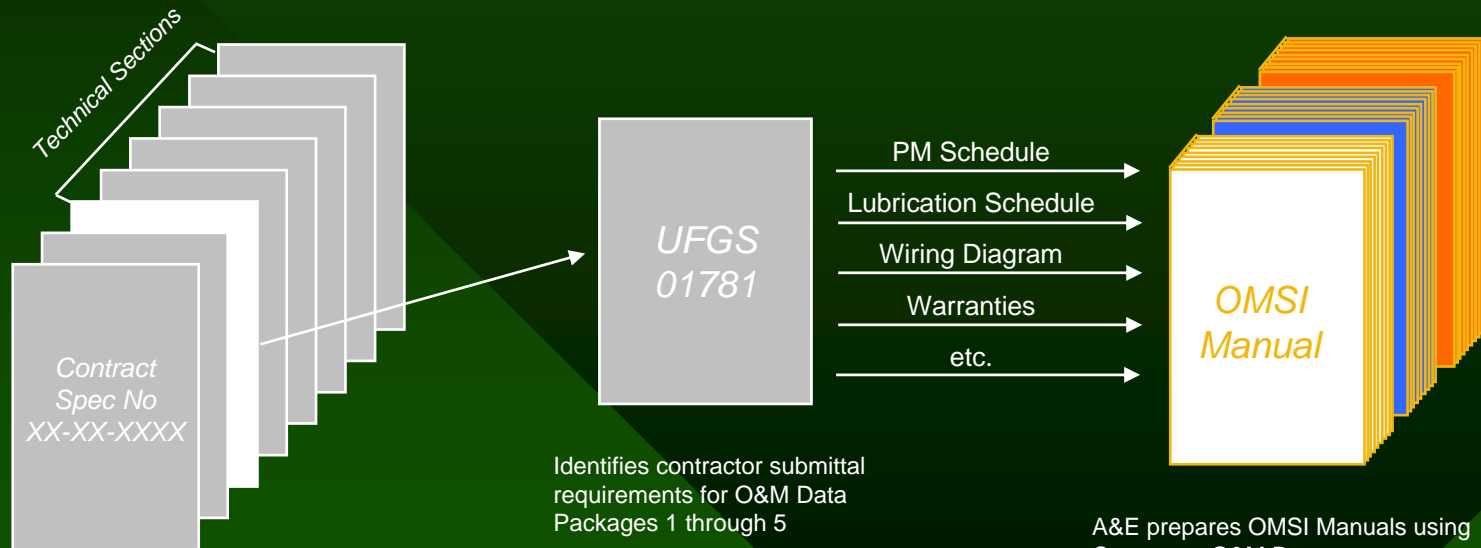 Technical Sections
Contract
Spec No
XX-XX-XXXX
UFGS
01781
Identifies contractor submittal
requirements for O&M Data
Packages 1 through 5
PM Schedule
Lubrication Schedule
Wiring Diagram
Warranties
etc.
OMSI
Manual
A&E prepares OMSI Manuals using